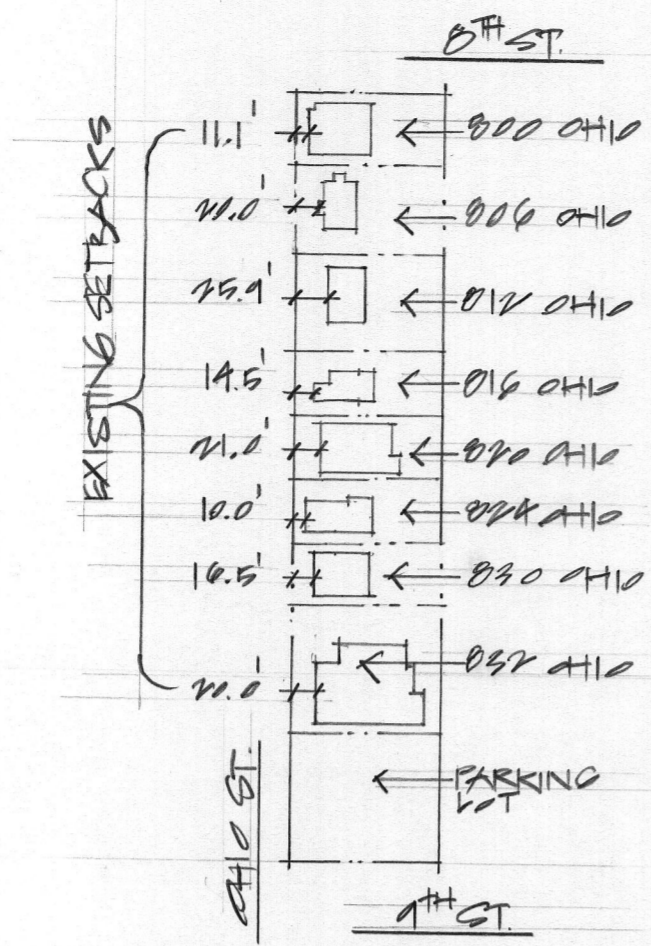 8TH ST.
EXISTING SETBACKS
11.1' 800 OHIO
20.0' 806 OHIO
25.9' 812 OHIO
14.5' 816 OHIO
21.0' 820 OHIO
10.0' 824 OHIO
16.5' 830 OHIO
20.0' 832 OHIO
PARKING
LOT
OHIO ST.
9TH ST.